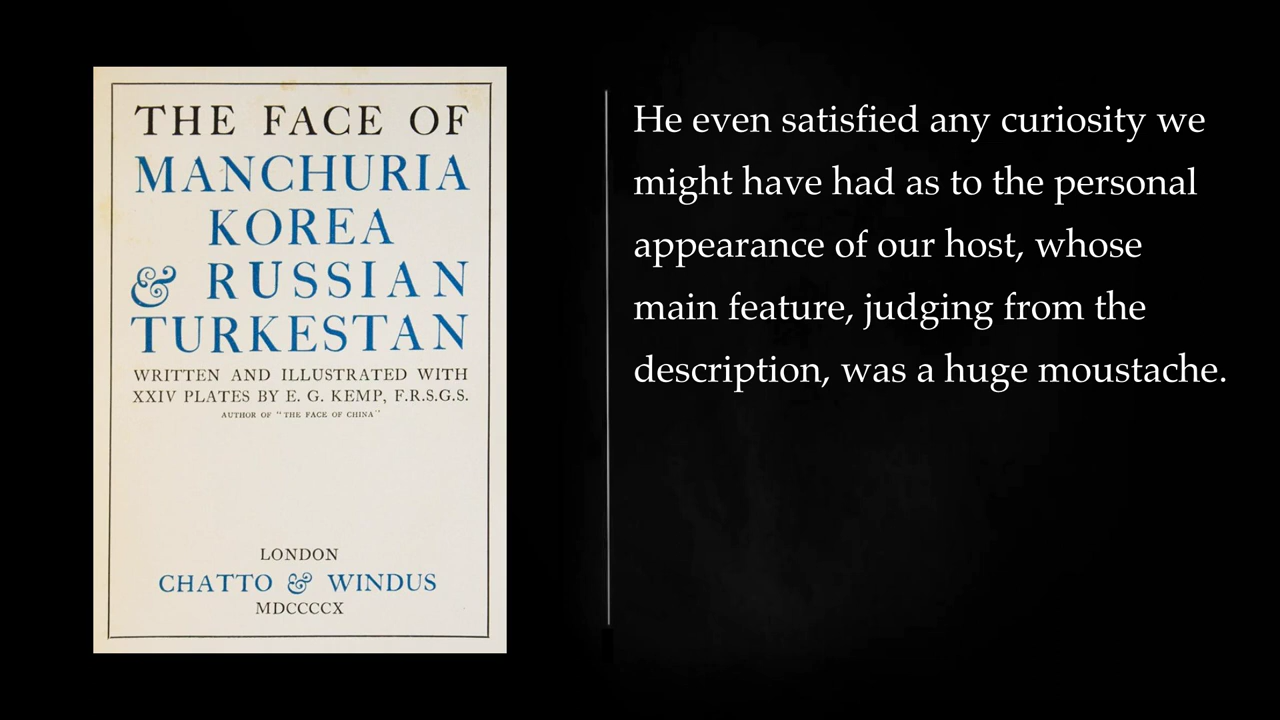 THE FACE OF
MANCHURIA
KOREA
& RUSSIAN
TURKESTAN
WRITTEN AND ILLUSTRATED WITH
XXIV PLATES BY E. G. KEMP, F.R.S.G.S.
AUTHOR OF "THE FACE OF CHINA"
LONDON
CHATTO & WINDUS
MDCCCCX
He even satisfied any curiosity we
might have had as to the personal
appearance of our host, whose
main feature, judging from the
description, was a huge moustache.